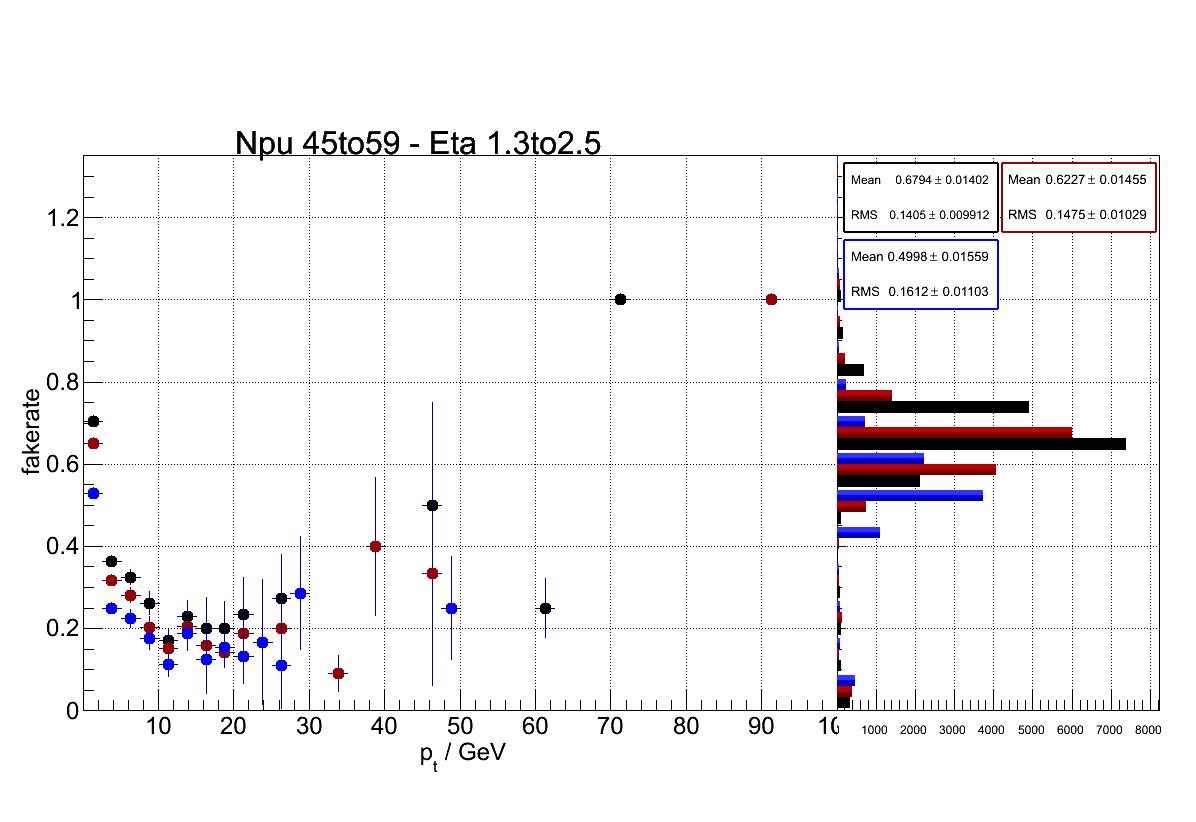 Npu 45to59 - Eta 1.3to2.5
Mean 0.6794 ± 0.01402
RMS 0.1405 ± 0.009912
Mean 0.6227 ± 0.01455
RMS 0.1475 ± 0.01029
Mean 0.4998 ± 0.01559
RMS 0.1612 ± 0.01103
fakerate
1.2
1
0.8
0.6
0.4
0.2
0
10 20 30 40 50 60 70 80 90 10
1000 2000 3000 4000 5000 6000 7000 8000
pt / GeV